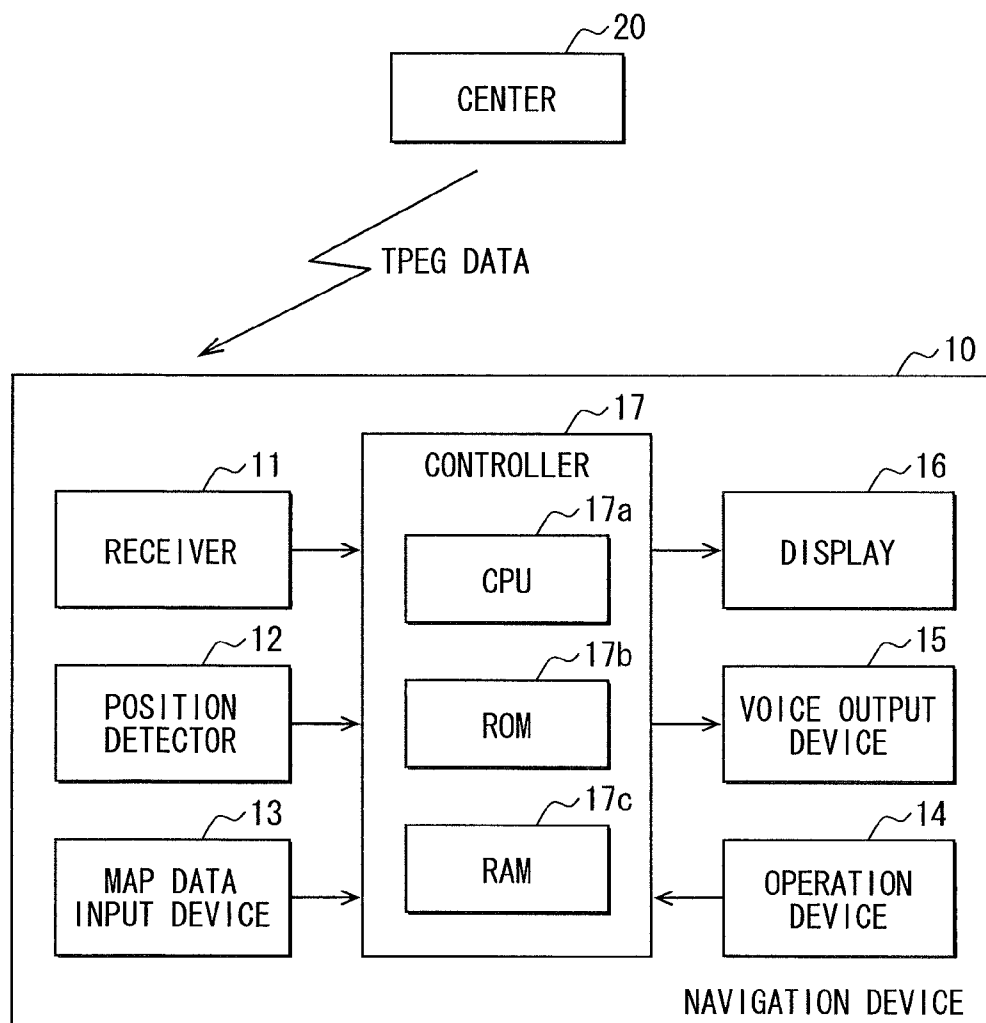 20
CENTER
TPEG DATA
10
17
CONTROLLER
11
RECEIVER
17a
CPU
16
DISPLAY
12
POSITION
DETECTOR
17b
ROM
15
VOICE OUTPUT
DEVICE
13
MAP DATA
INPUT DEVICE
17c
RAM
14
OPERATION
DEVICE
NAVIGATION DEVICE